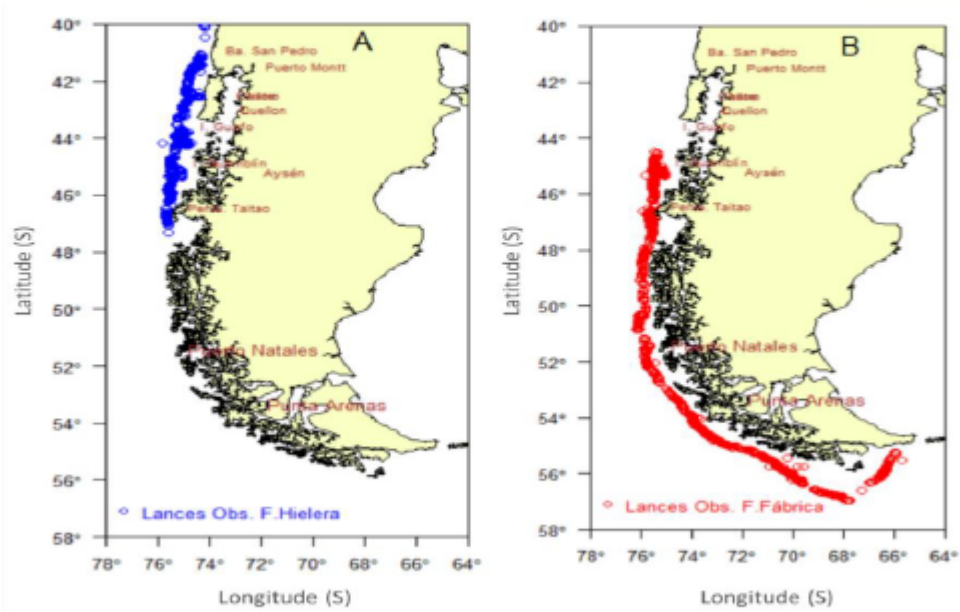 A
40°
42°
44°
46°
48°
50°
52°
54°
56°
58°
Latitude (S)
Ba. San Pedro
Puerto Montt
Quellon
I. Guafo
Aysén
Penis. Taitao
Puerto Natales
Punta Arenas
Lances Obs. F.Hielera
78° 76° 74° 72° 70° 68° 66° 64°
Longitude (S)
B
40°
42°
44°
46°
48°
50°
52°
54°
56°
58°
Latitude (S)
Ba. San Pedro
Puerto Montt
Quellon
I. Guafo
Aysén
Penis. Taitao
Puerto Natales
Punta Arenas
Lances Obs. F.Fábrica
78° 76° 74° 72° 70° 68° 66° 64°
Longitude (S)